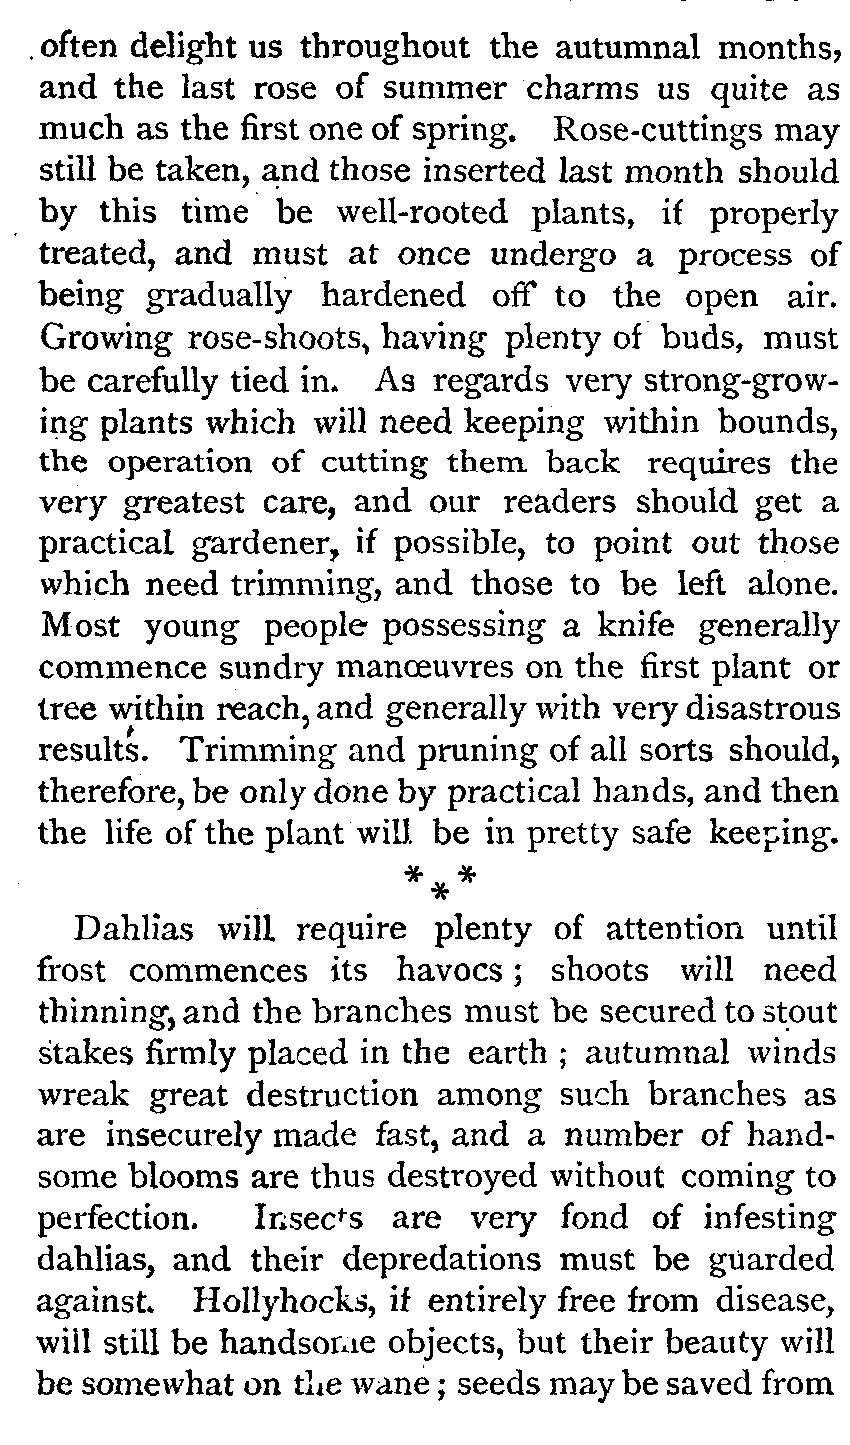 often delight us throughout the autumnal months,
and the last rose of summer charms us quite as
much as the first one of spring. Rose-cuttings may
still be taken, and those inserted last month should
by this time be well-rooted plants, if properly
treated, and must at once undergo a process of
being gradually hardened off to the open air.
Growing rose-shoots, having plenty of buds, must
be carefully tied in. As regards very strong-grow-
ing plants which will need keeping within bounds,
the operation of cutting them back requires the
very greatest care, and our readers should get a
practical gardener, if possible, to point out those
which need trimming, and those to be left alone.
Most young people possessing a knife generally
commence sundry manœuvres on the first plant or
tree within reach, and generally with very disastrous
results. Trimming and pruning of all sorts should,
therefore, be only done by practical hands, and then
the life of the plant will be in pretty safe keeping.
* * *
Dahlias will require plenty of attention until
frost commences its havocs ; shoots will need
thinning, and the branches must be secured to stout
stakes firmly placed in the earth ; autumnal winds
wreak great destruction among such branches as
are insecurely made fast, and a number of hand-
some blooms are thus destroyed without coming to
perfection. Insects are very fond of infesting
dahlias, and their depredations must be guarded
against. Hollyhocks, if entirely free from disease,
will still be handsome objects, but their beauty will
be somewhat on the wane ; seeds may be saved from